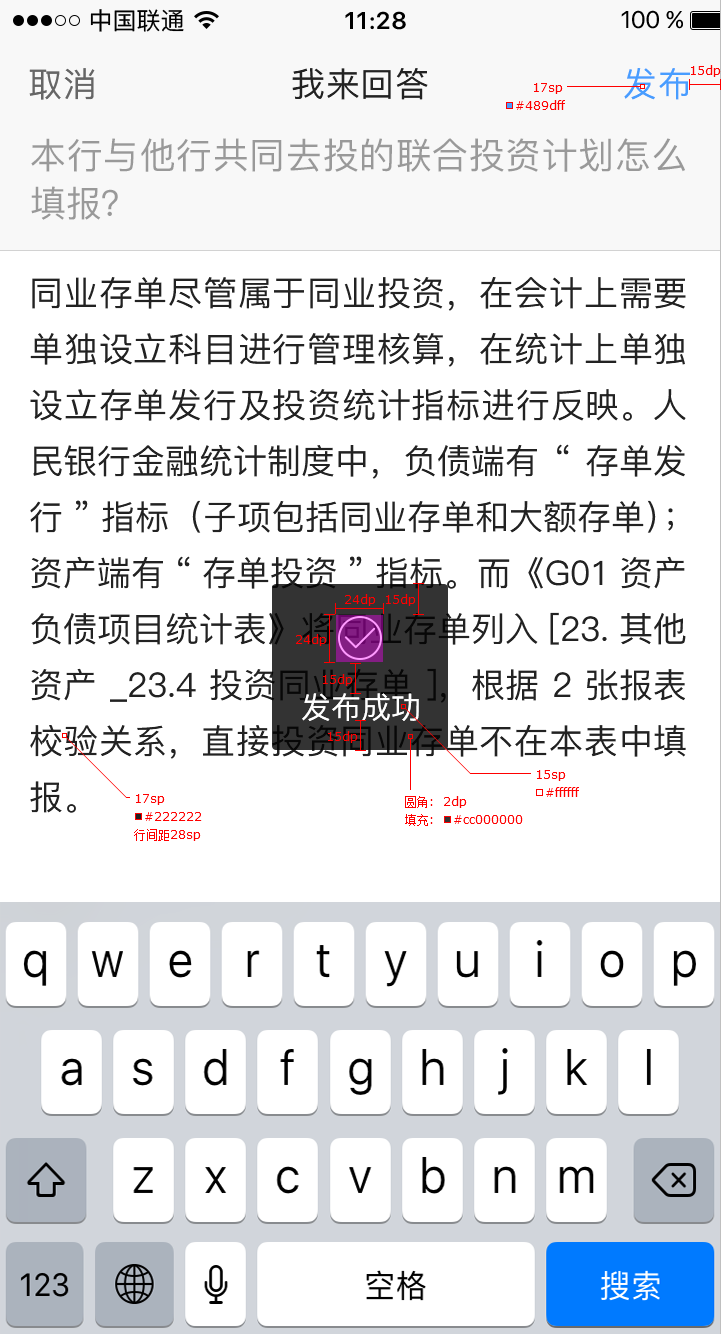 中国联通 11:28 100 %
取消 我来回答 发布
15dp
17sp
#489dff
本行与他行共同去投的联合投资计划怎么
填报？
同业存单尽管属于同业投资，在会计上需要
单独设立科目进行管理核算，在统计上单独
设立存单发行及投资统计指标进行反映。人
民银行金融统计制度中，负债端有“ 存单发
行 ” 指标（子项包括同业存单和大额存单）；
资产端有 “ 存单投资 ” 指标。而《G01 资产
负债项目统计表》将同业存单列入 [23. 其他
资产 _23.4 投资同业存单 ]，根据 2 张报表
校验关系，直接投资同业存单不在本表中填
报。
24dp 15dp
24dp
15dp
发布成功
15dp
17sp
#222222
行间距28sp
15sp
#ffffff
圆角： 2dp
填充： #cc000000
q w e r t y u i o p
a s d f g h j k l
z x c v b n m
123 空格 搜索